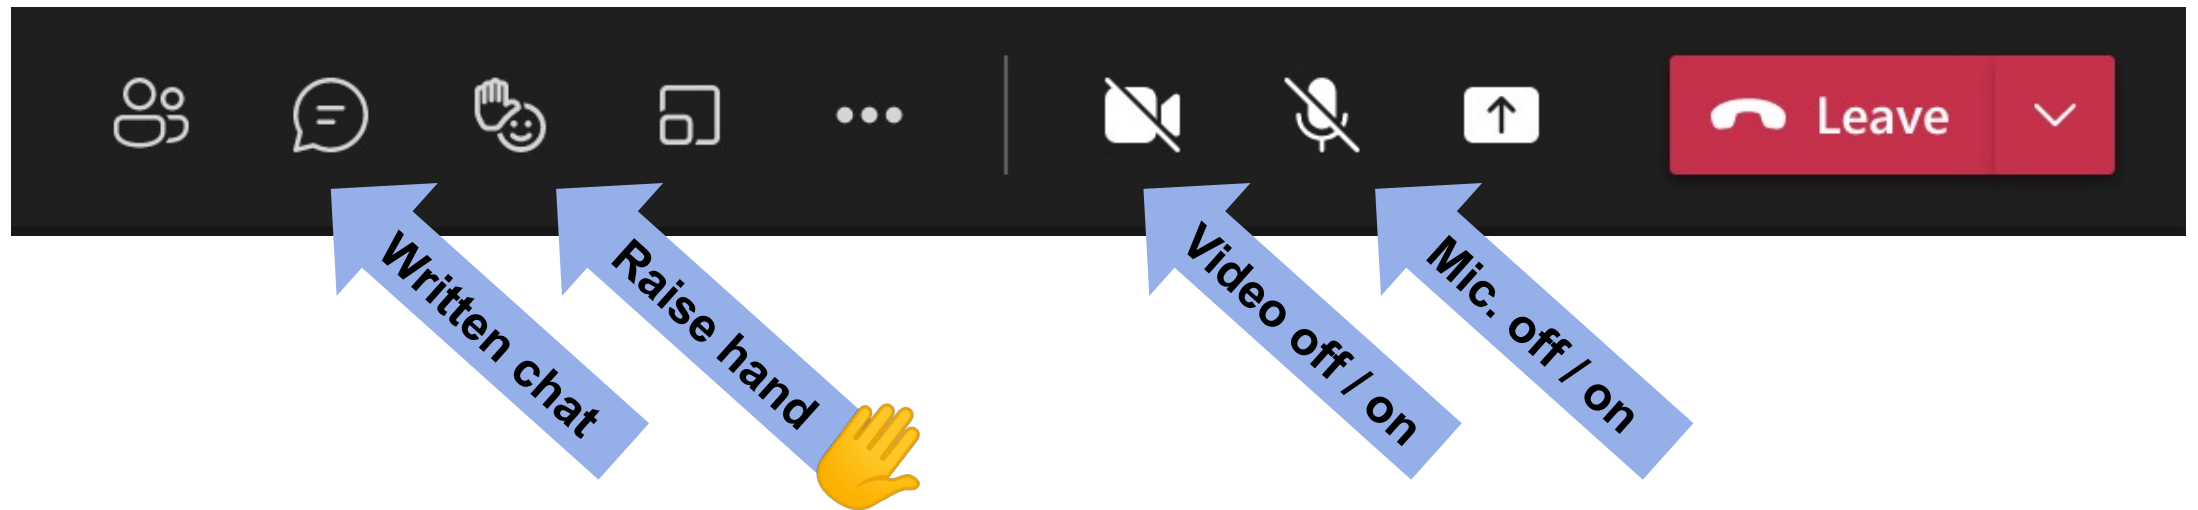 Leave
Written chat
Raise hand
Video off / on
Mic. off / on